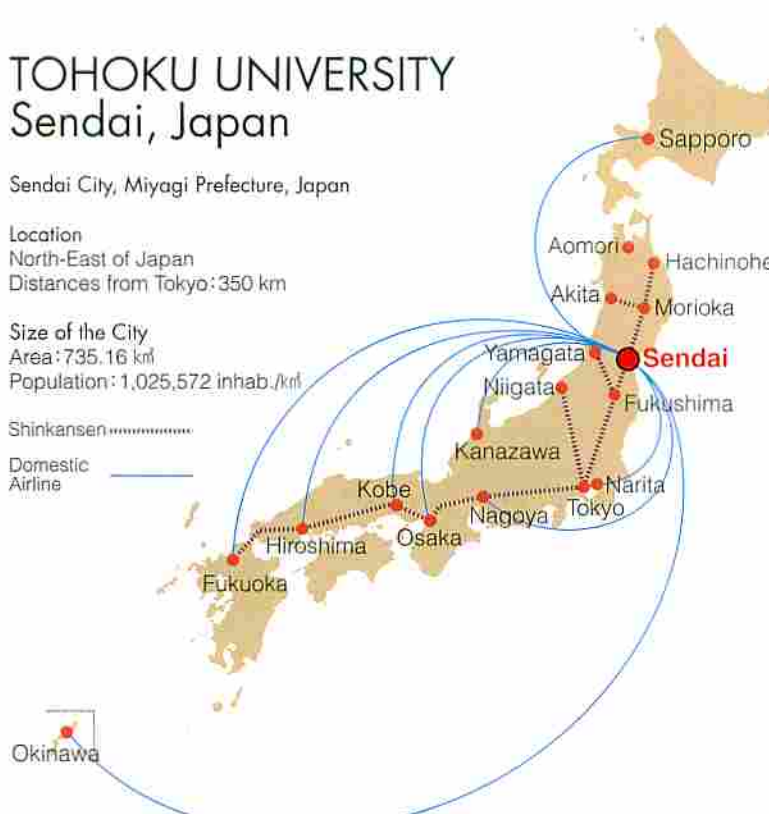 TOHOKU UNIVERSITY
Sendai, Japan
Sendai City, Miyagi Prefecture, Japan
Location
North-East of Japan
Distances from Tokyo:350 km
Size of the City
Area:735.16 k㎡
Population:1,025,572 inhab./k㎡
Shinkansen
Domestic
Airline
Sapporo
Aomori
Hachinohe
Akita
Morioka
Yamagata
Sendai
Niigata
Fukushima
Kanazawa
Kobe
Narita
Nagoya
Tokyo
Osaka
Hiroshima
Fukuoka
Okinawa